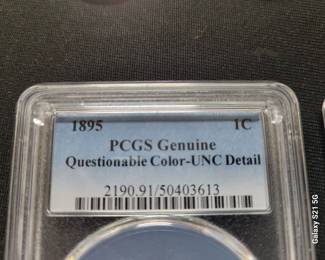 1895 1C
PCGS Genuine
Questionable Color-UNC Detail
2190.91/50403613
Galaxy S21 5G